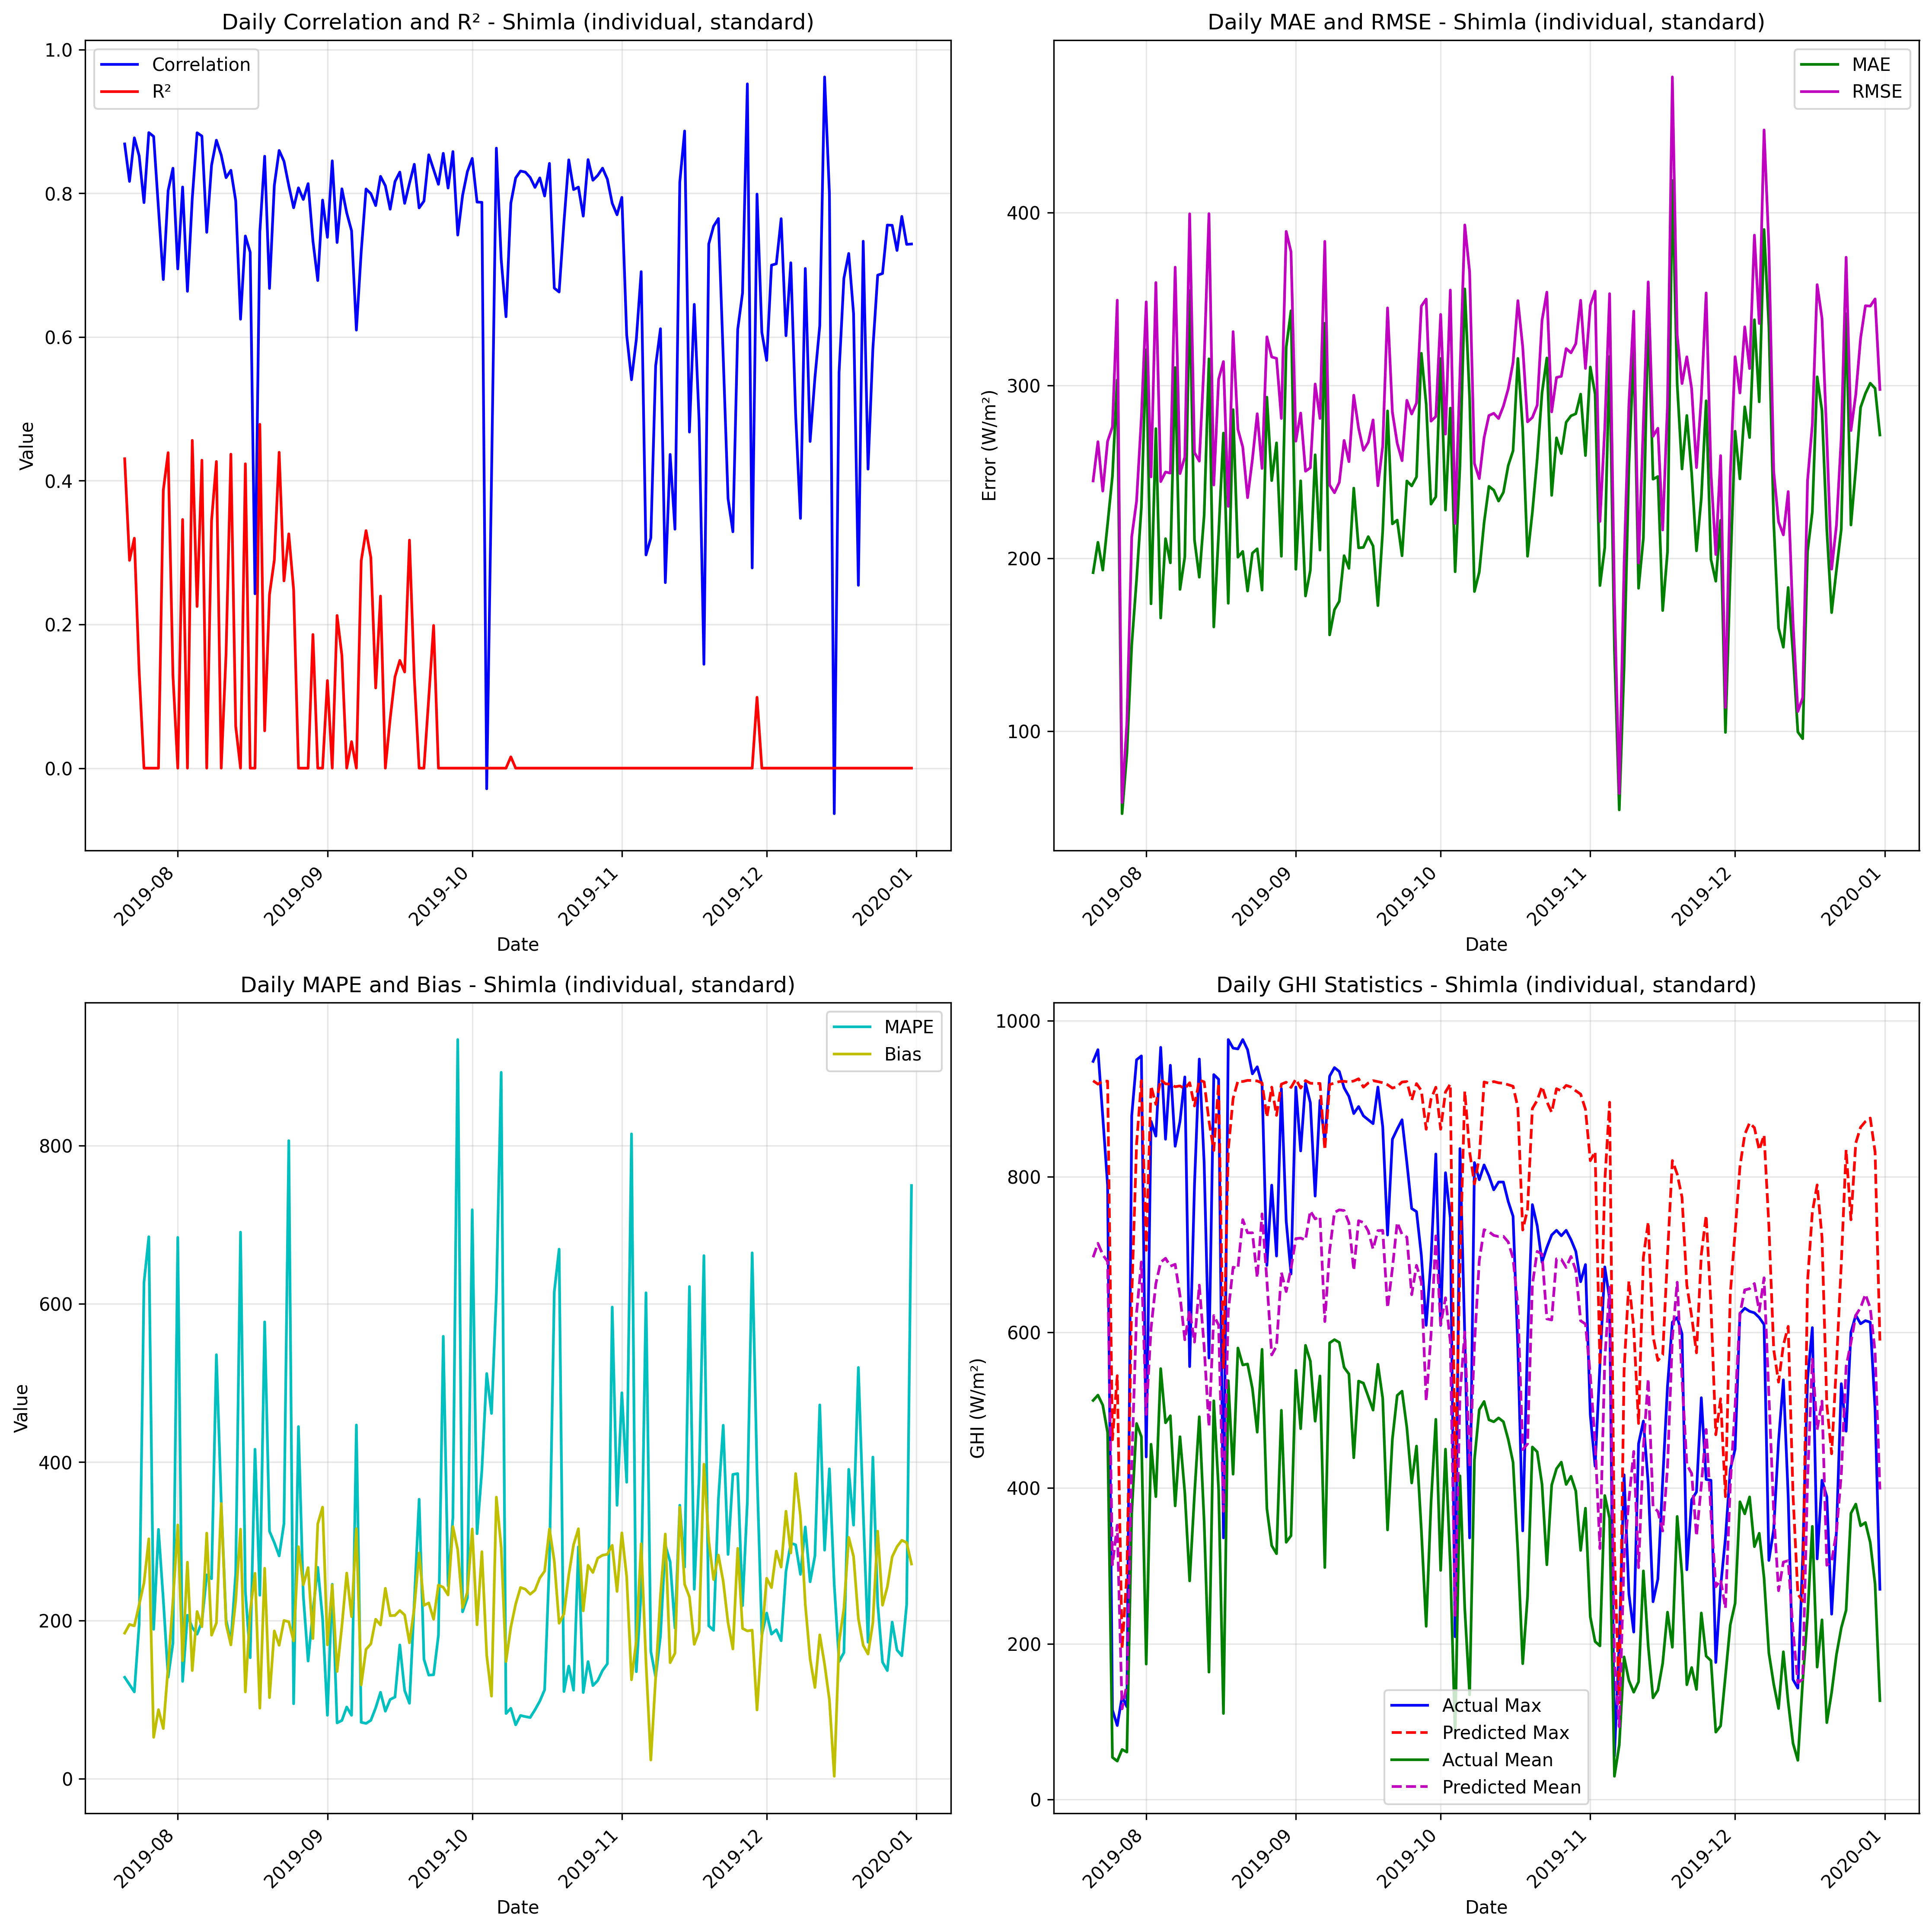 Daily Correlation and R² - Shimla (individual, standard)
Correlation
R²
1.0
0.8
0.6
0.4
0.2
0.0
Value
2019-08
2019-09
2019-10
2019-11
2019-12
2020-01
Date
Daily MAE and RMSE - Shimla (individual, standard)
MAE
RMSE
400
300
200
100
Error (W/m²)
2019-08
2019-09
2019-10
2019-11
2019-12
2020-01
Date
Daily MAPE and Bias - Shimla (individual, standard)
MAPE
Bias
800
600
400
200
0
Value
2019-08
2019-09
2019-10
2019-11
2019-12
2020-01
Date
Daily GHI Statistics - Shimla (individual, standard)
1000
800
600
400
200
0
GHI (W/m²)
Actual Max
Predicted Max
Actual Mean
Predicted Mean
2019-08
2019-09
2019-10
2019-11
2019-12
2020-01
Date